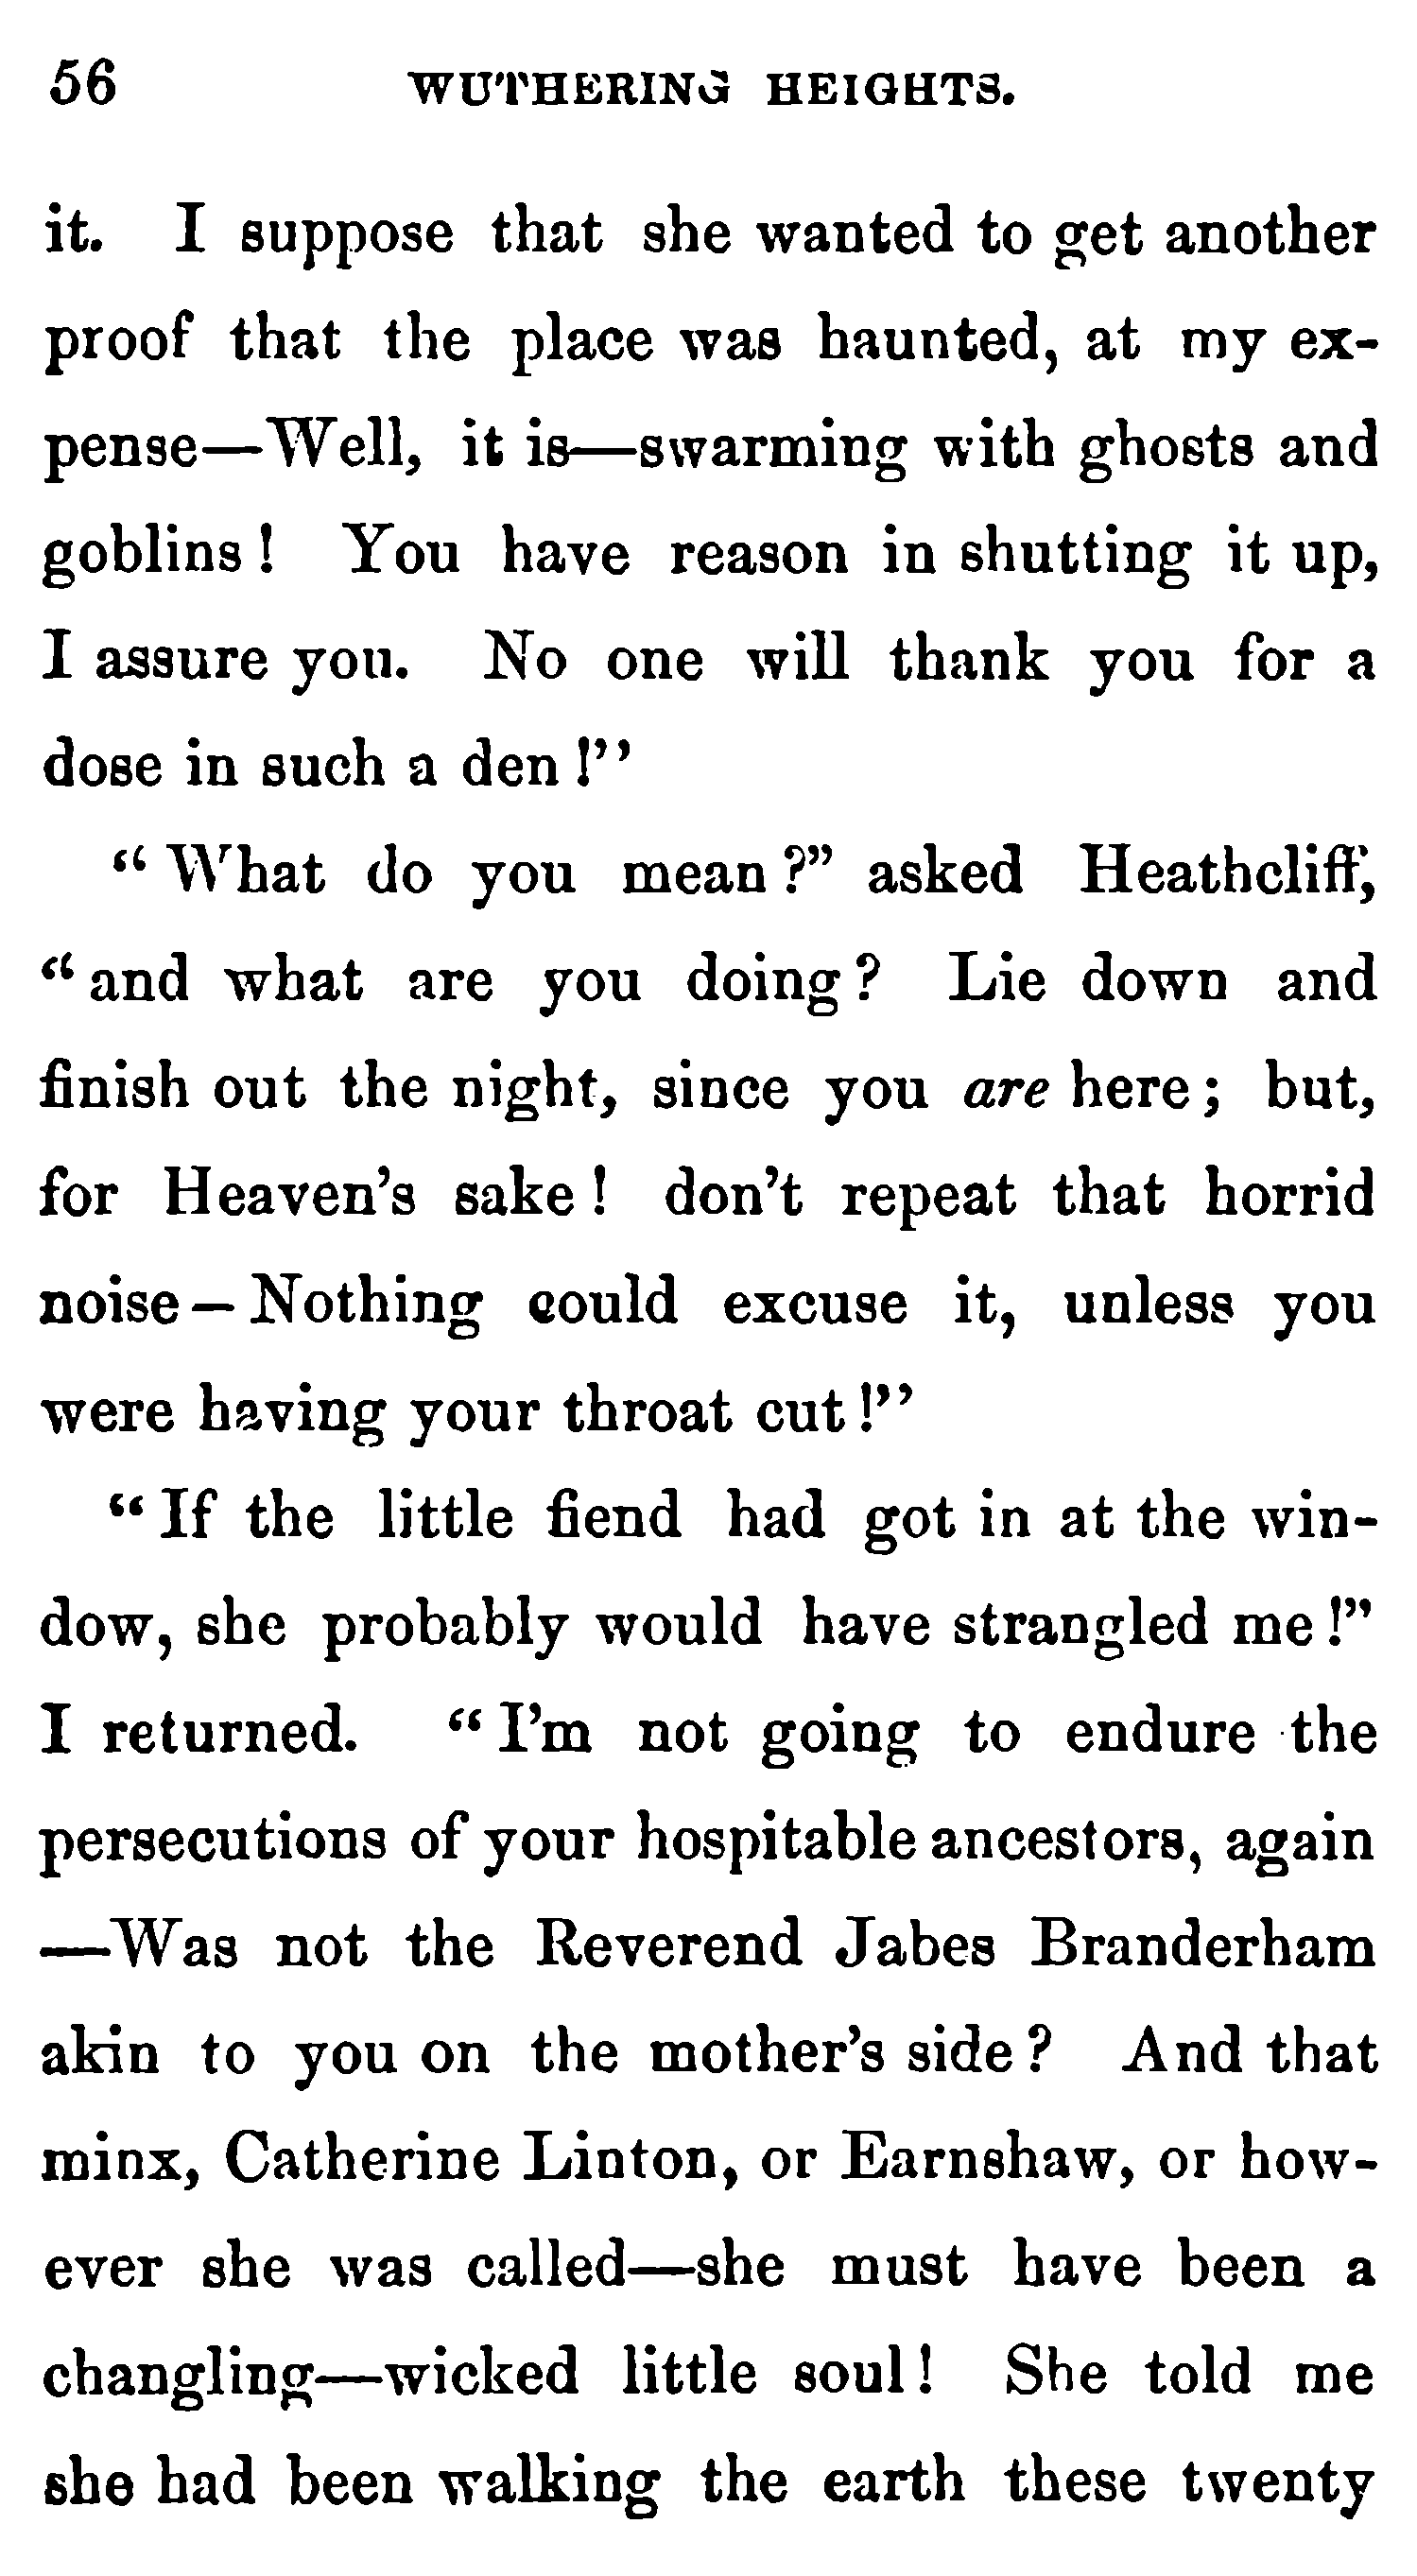 56 WUTHERING HEIGHTS.
it. I suppose that she wanted to get another
proof that the place was haunted, at my ex-
pense—Well, it is—swarming with ghosts and
goblins! You have reason in shutting it up,
I assure you. No one will thank you for a
dose in such a den!''
“What do you mean?” asked Heathcliff,
“and what are you doing? Lie down and
finish out the night, since you are here; but,
for Heaven's sake! don't repeat that horrid
noise—Nothing could excuse it, unless you
were having your throat cut!''
“If the little fiend had got in at the win-
dow, she probably would have strangled me!”
I returned. “I'm not going to endure the
persecutions of your hospitable ancestors, again
—Was not the Reverend Jabes Branderham
akin to you on the mother's side? And that
minx, Catherine Linton, or Earnshaw, or how-
ever she was called—she must have been a
changling—wicked little soul! She told me
she had been walking the earth these twenty